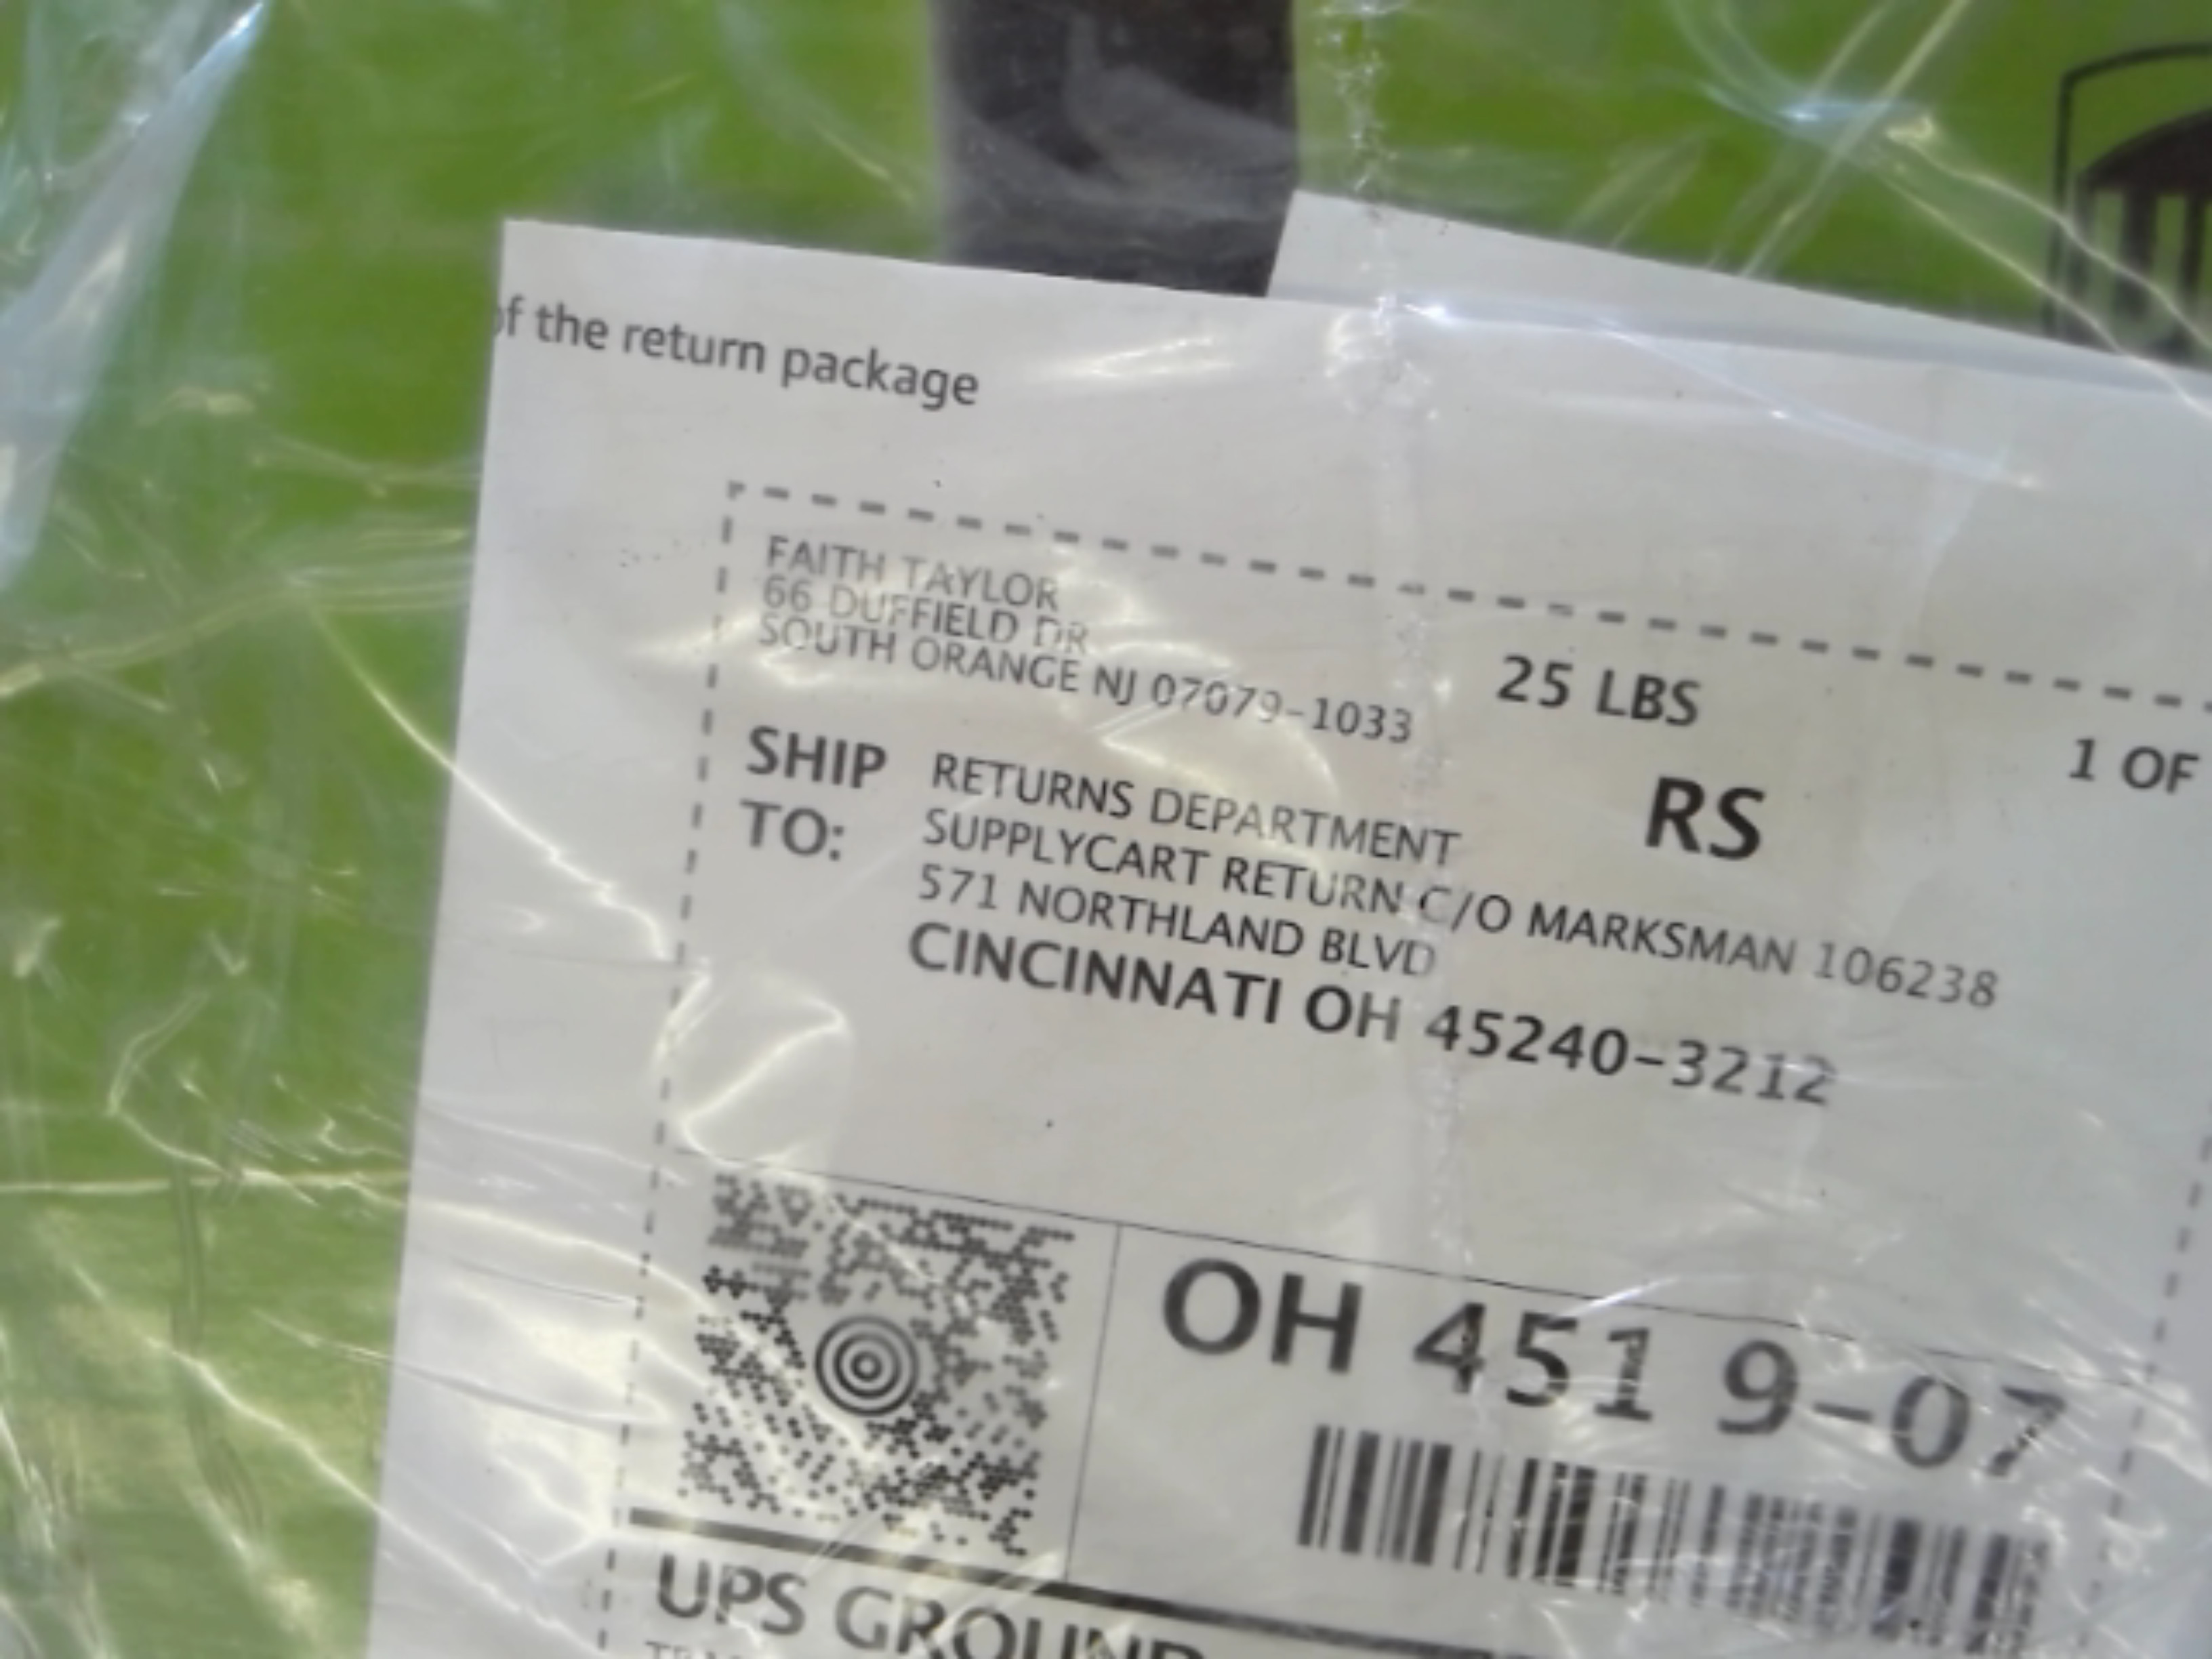 of the return package
FAITH TAYLOR
66 DUFFIELD DR
SOUTH ORANGE NJ 07079-1033
25 LBS
1 OF
RS
SHIP TO:
RETURNS DEPARTMENT
SUPPLYCART RETURN C/O MARKSMAN 106238
571 NORTHLAND BLVD
CINCINNATI OH 45240-3212
OH 451 9-07
UPS GROUND